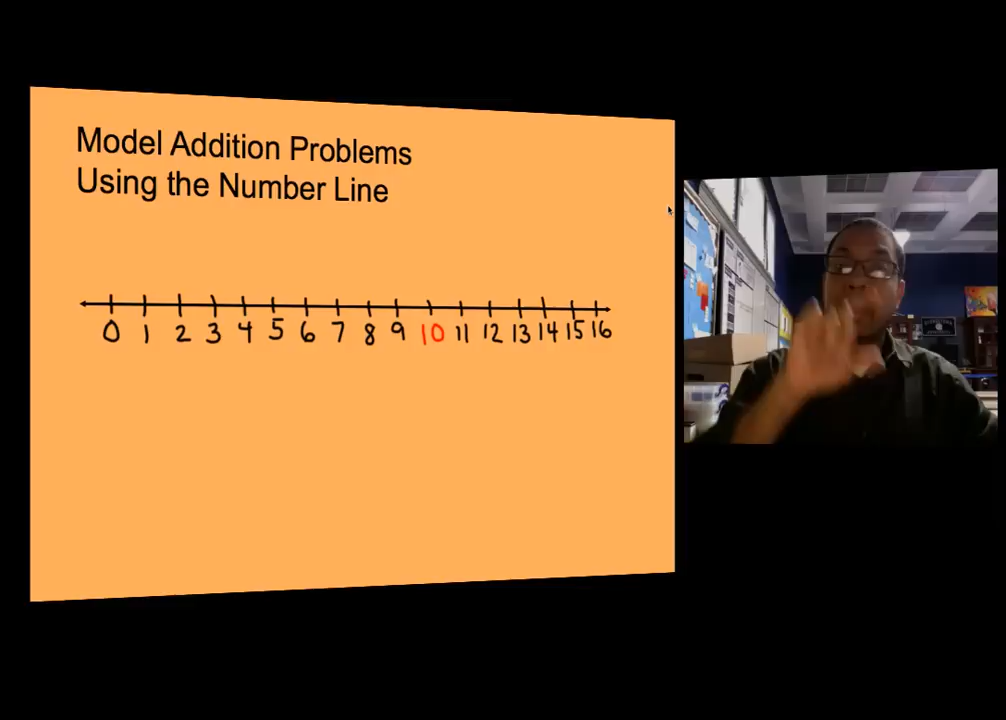 Model Addition Problems
Using the Number Line
0 1 2 3 4 5 6 7 8 9 10 11 12 13 14 15 16